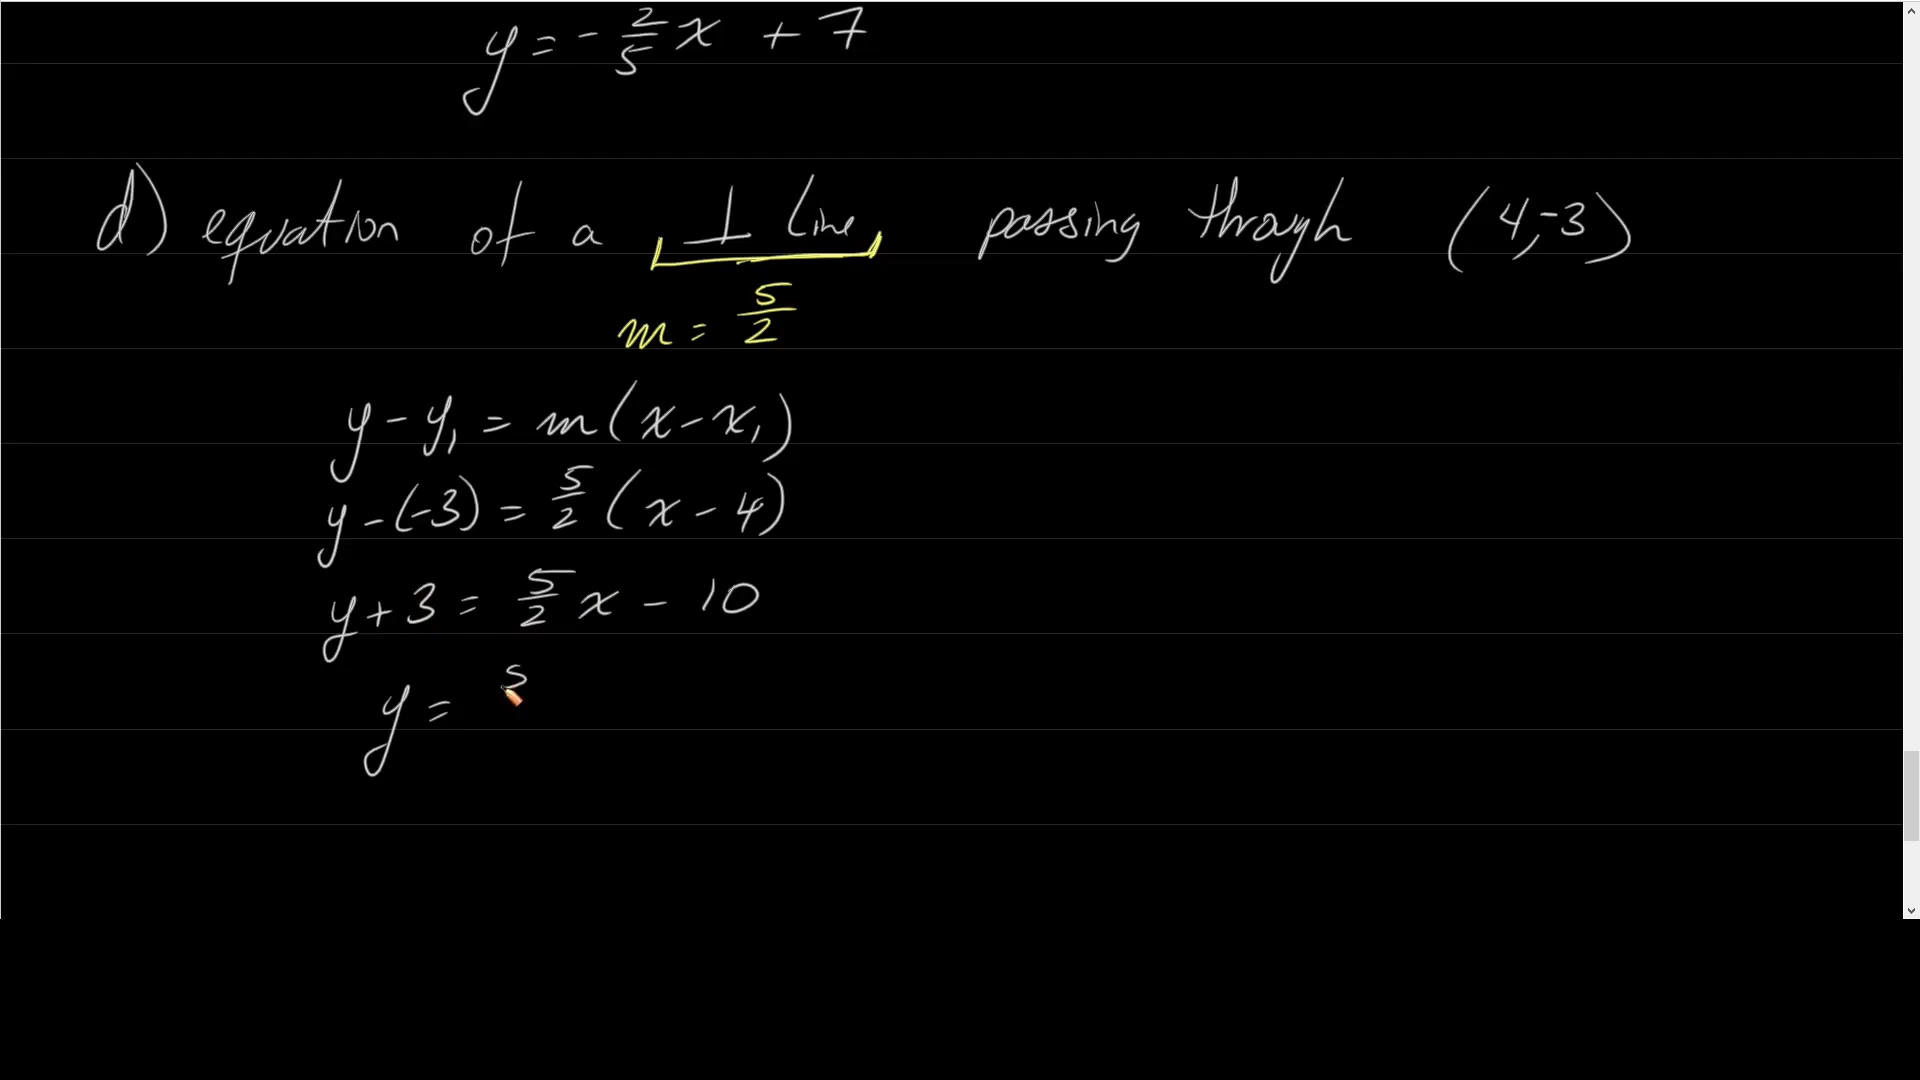 y = - 2/5 x + 7
d) equation of a ⊥ line passing through (4,-3)
m = 5/2
y - y₁ = m(x - x₁)
y - (-3) = 5/2 (x - 4)
y + 3 = 5/2 x - 10
y = 5